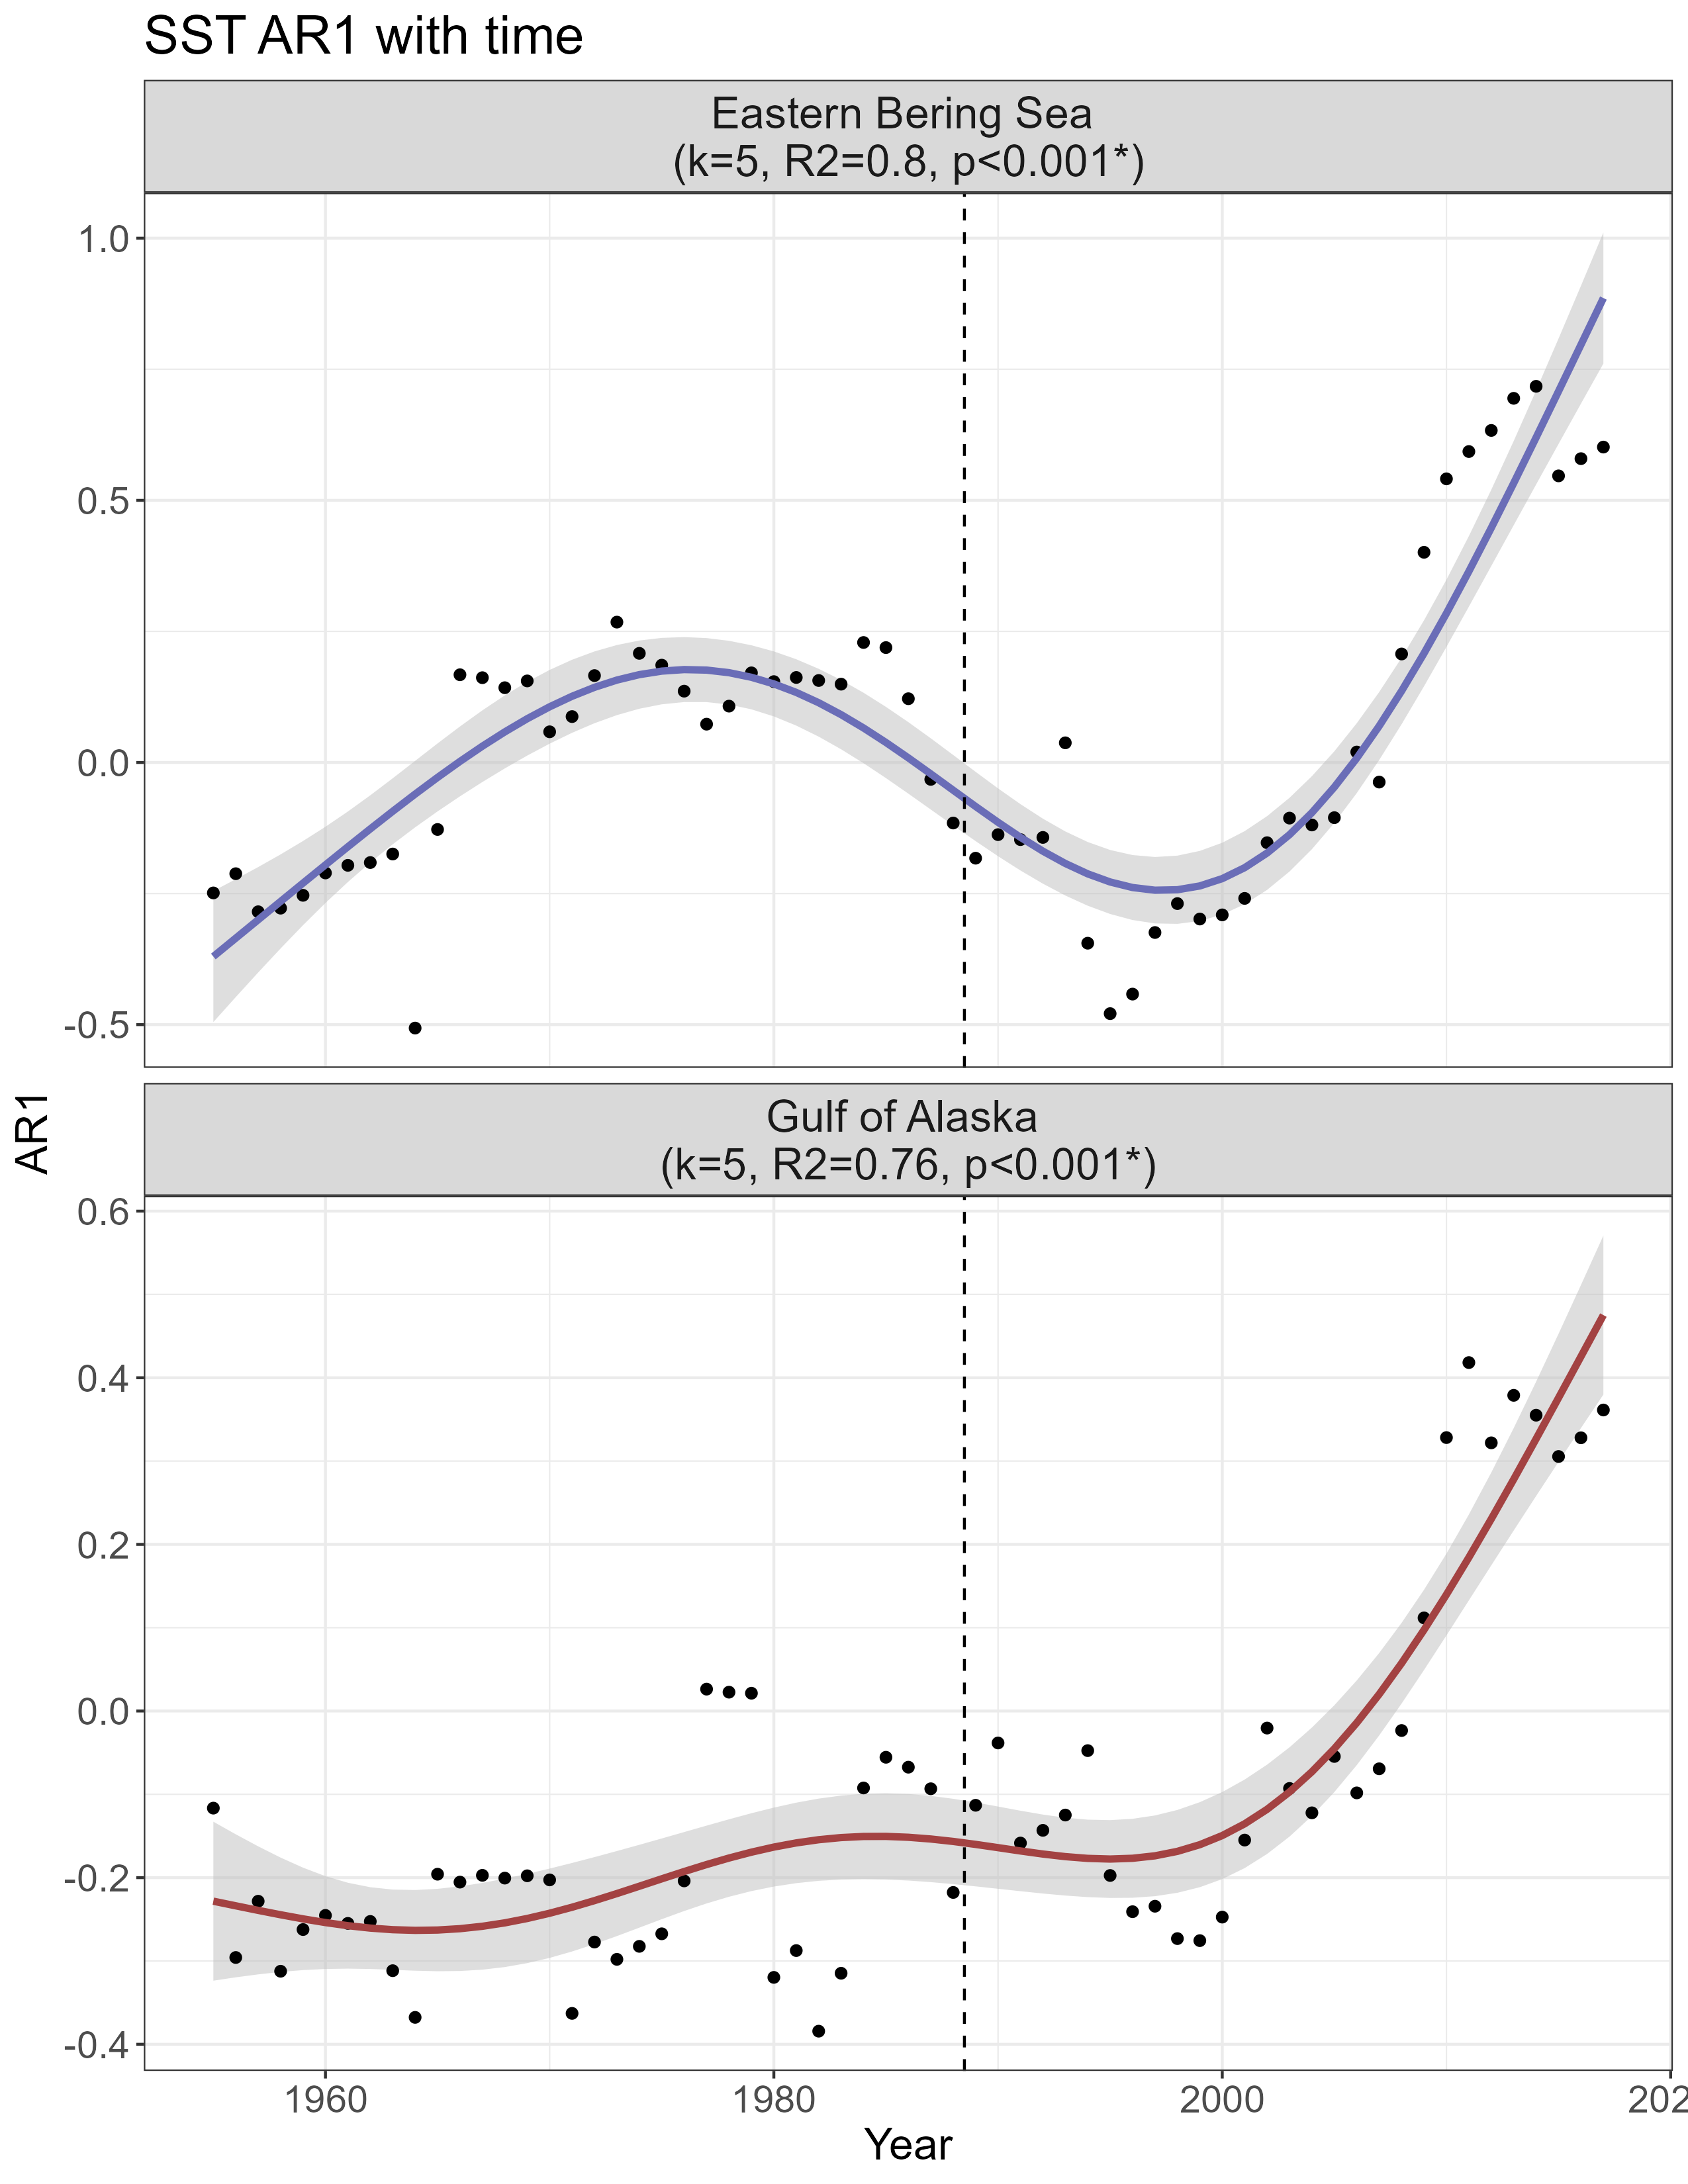 SST AR1 with time
Eastern Bering Sea
(k=5, R2=0.8, p<0.001*)
1.0
0.5
0.0
-0.5
AR1
Gulf of Alaska
(k=5, R2=0.76, p<0.001*)
0.6
0.4
0.2
0.0
-0.2
-0.4
1960 1980 2000 202
Year